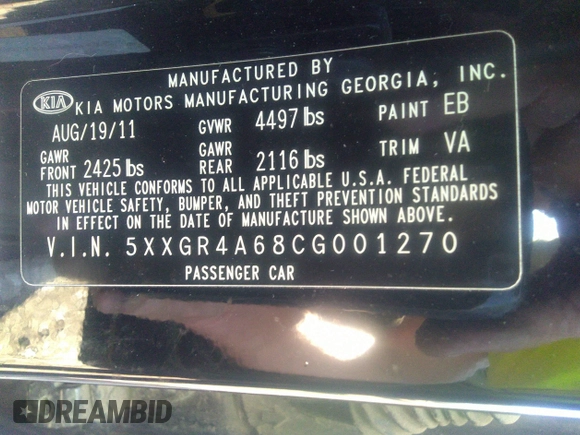 MANUFACTURED BY
KIA KIA MOTORS MANUFACTURING GEORGIA, INC.
AUG/19/11 GVWR 4497 lbs PAINT EB
GAWR FRONT 2425 lbs GAWR REAR 2116 lbs TRIM VA
THIS VEHICLE CONFORMS TO ALL APPLICABLE U.S.A. FEDERAL
MOTOR VEHICLE SAFETY, BUMPER, AND THEFT PREVENTION STANDARDS
IN EFFECT ON THE DATE OF MANUFACTURE SHOWN ABOVE.
V.I.N. 5XXGR4A68CG001270
PASSENGER CAR
DREAMBID